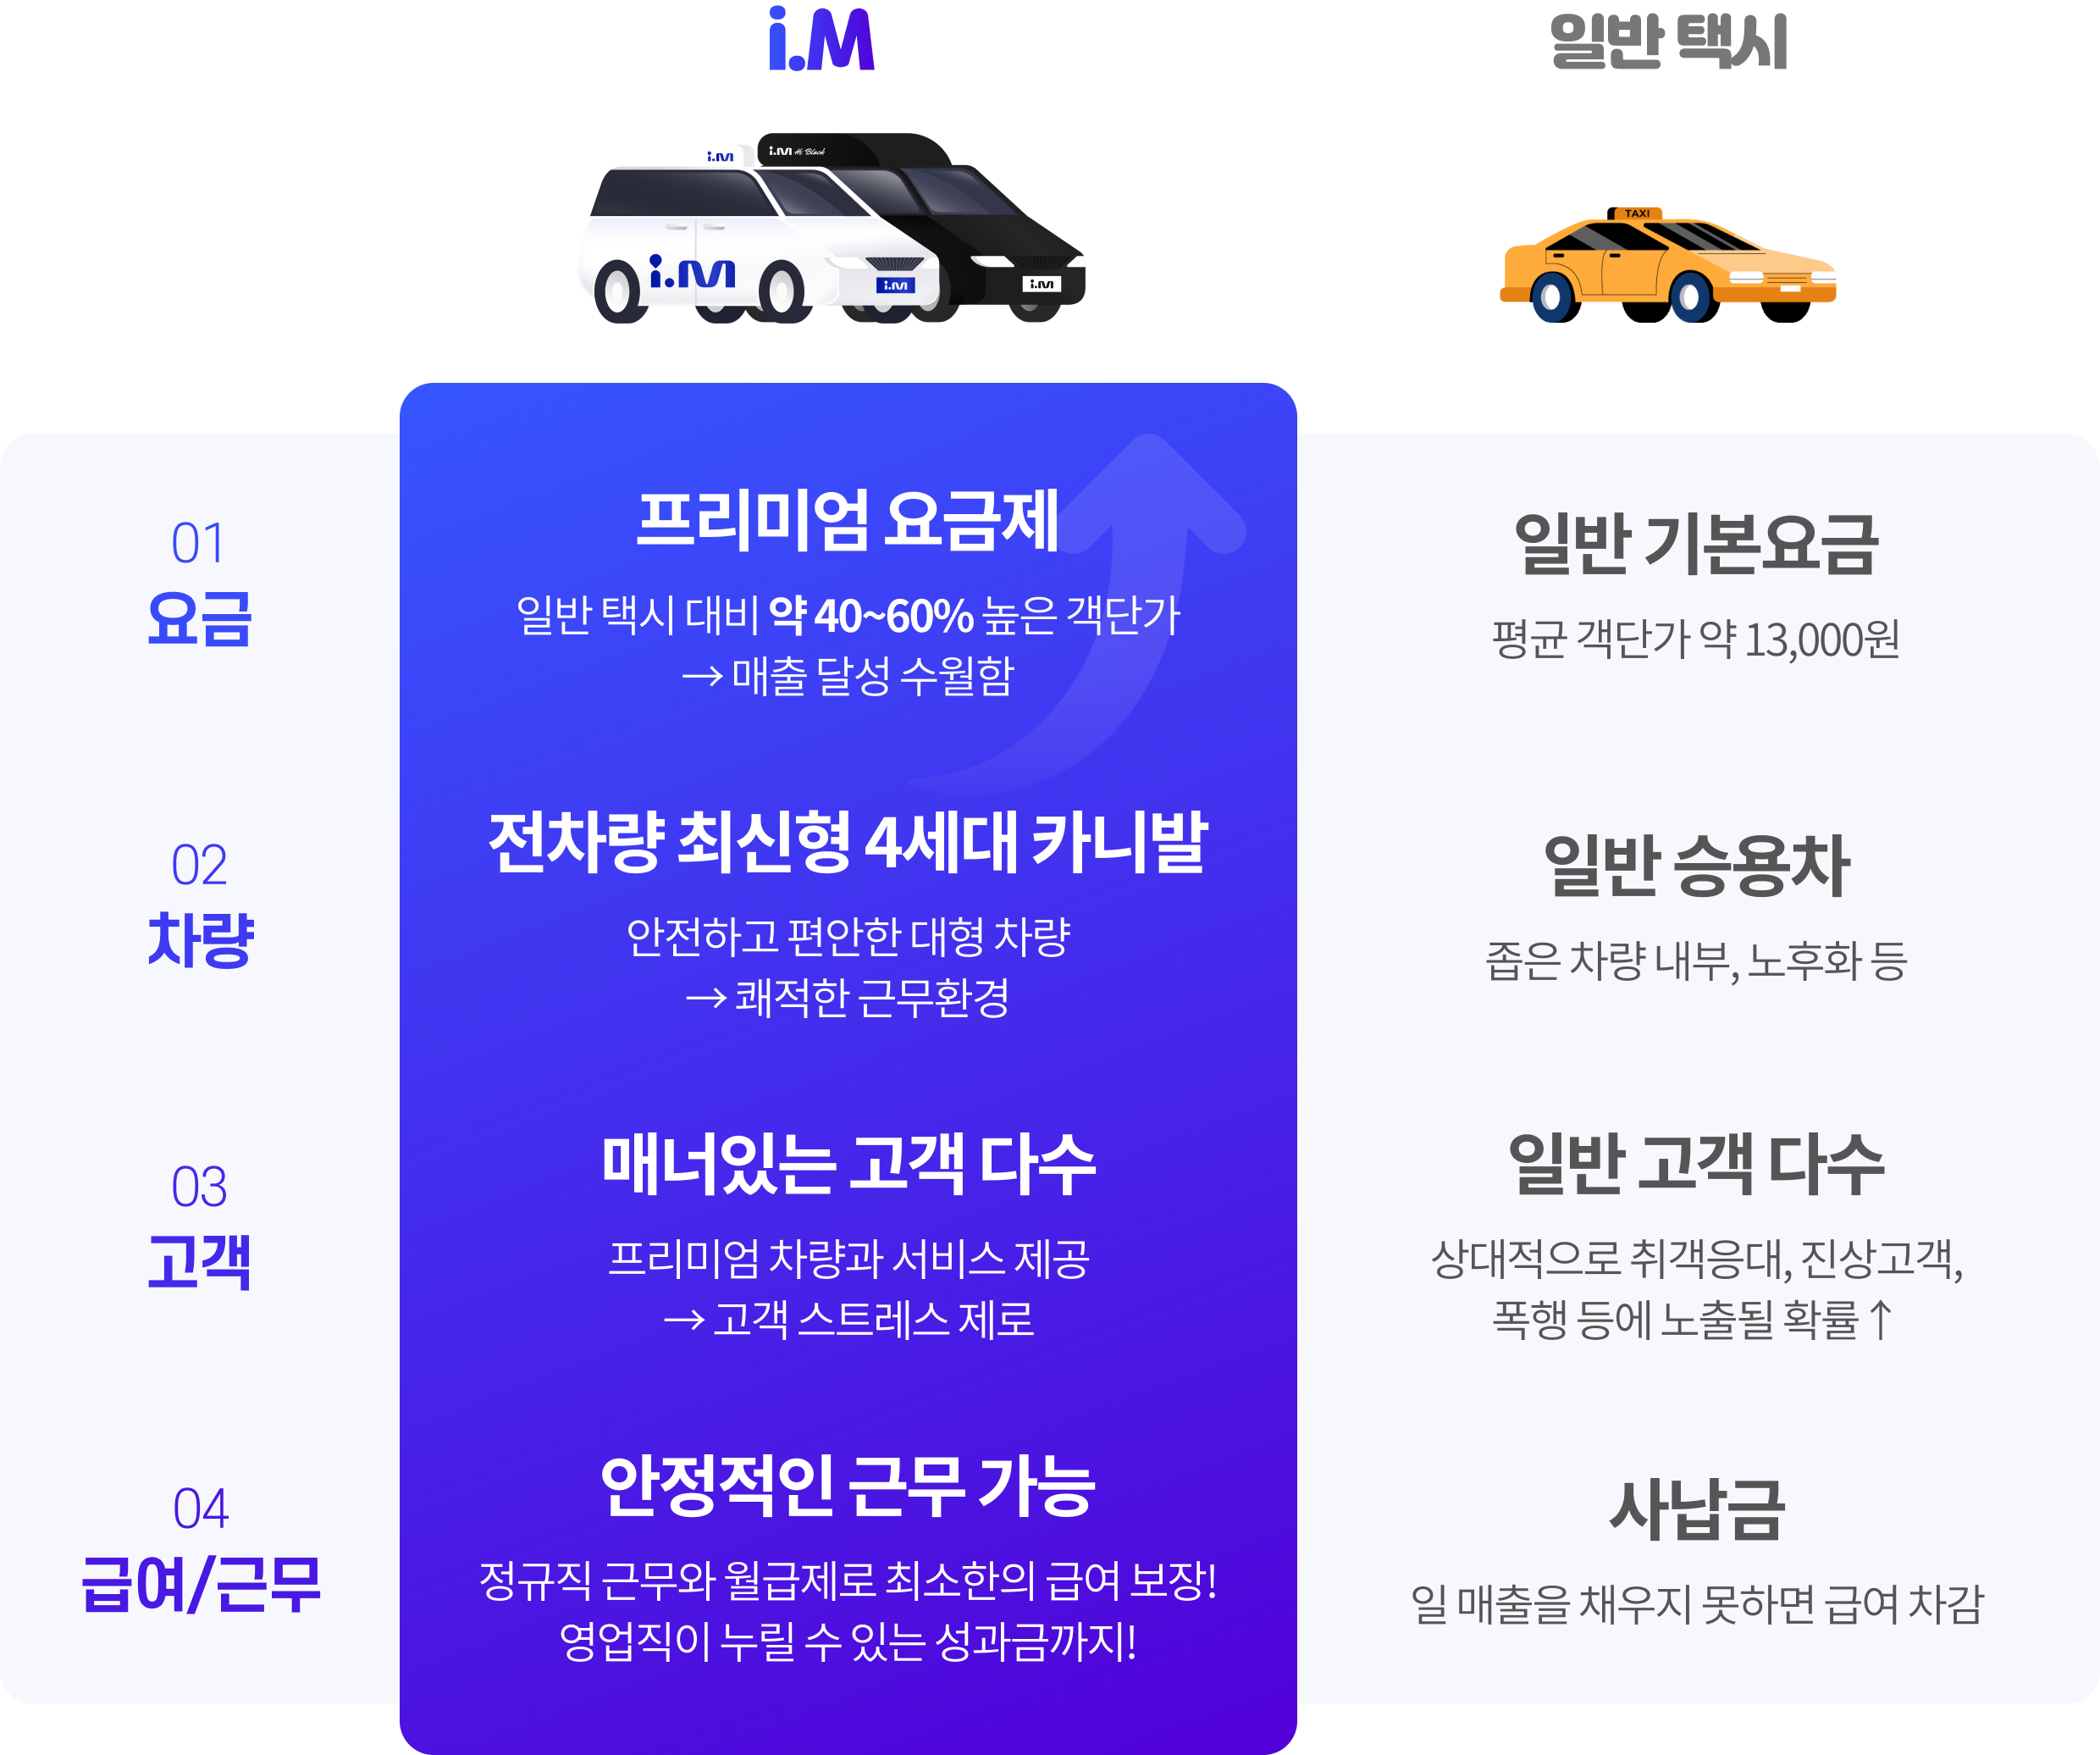 i.M
일반 택시
i.M
i.M Hi Black
TAXI
i.M
i.M
i.M
01
요금
프리미엄 요금제
일반 택시 대비 약 40~60% 높은 객단가
→ 매출 달성 수월함
일반 기본요금
평균 객단가 약 13,000원
02
차량
전차량 최신형 4세대 카니발
안전하고 편안한 대형 차량
→ 쾌적한 근무환경
일반 승용차
좁은 차량 내부, 노후화 등
03
고객
매너있는 고객 다수
프리미엄 차량과 서비스 제공
→ 고객 스트레스 제로
일반 고객 다수
상대적으로 취객응대, 진상고객,
폭행 등에 노출될 확률↑
04
급여/근무
안정적인 근무 가능
정규직 근무와 월급제로 최소한의 급여 보장!
영업직이 누릴 수 있는 성과금까지!
사납금
일 매출을 채우지 못하면 급여 차감